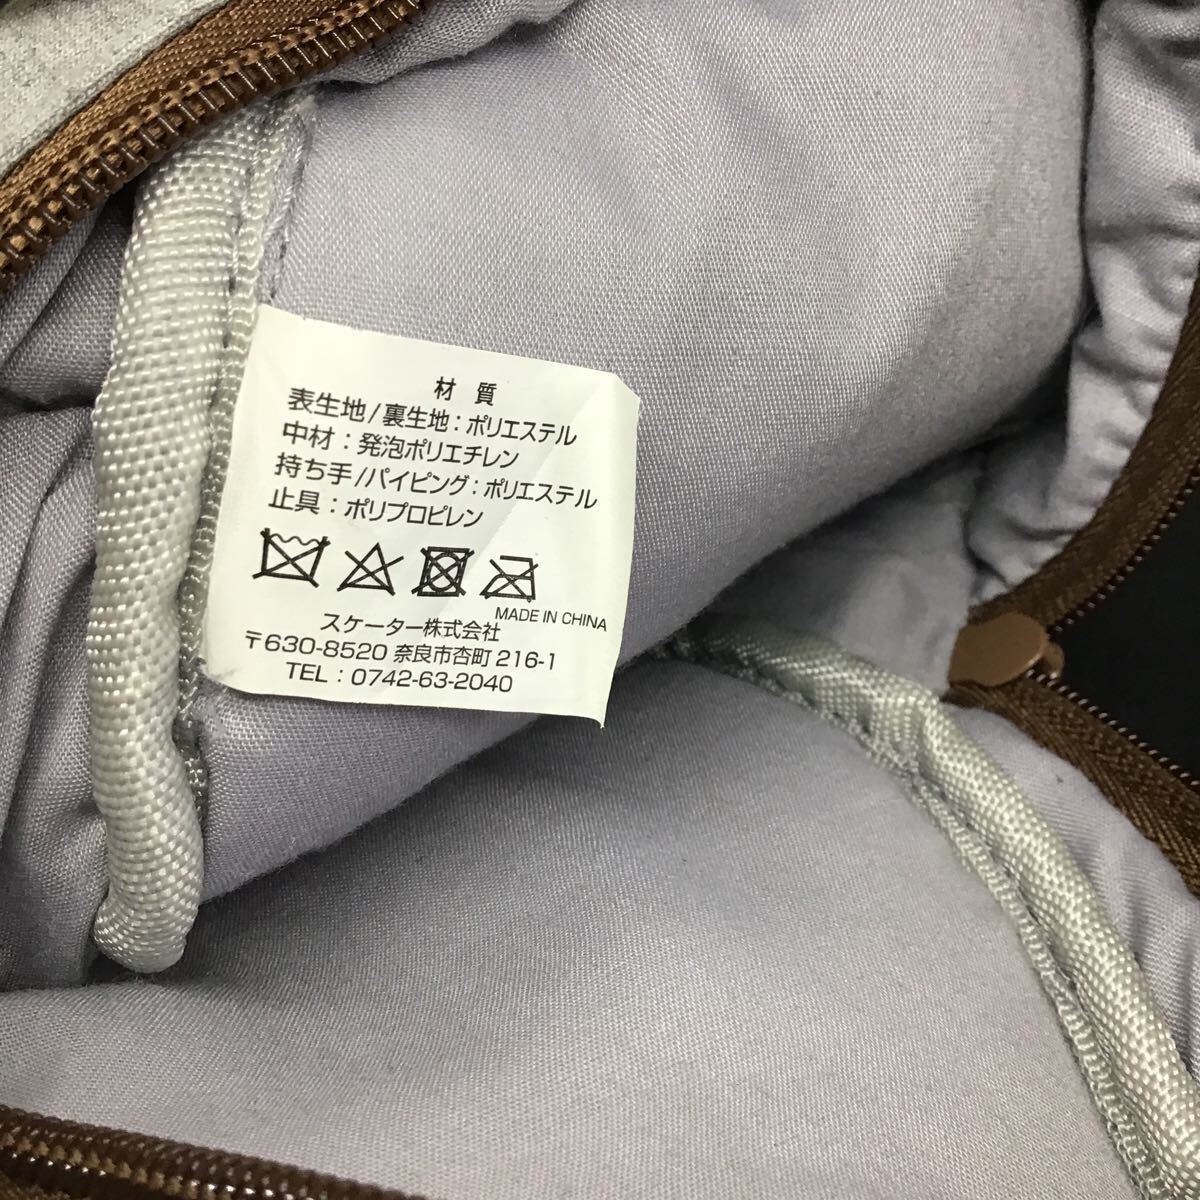 材 質
表生地/裏生地：ポリエステル
中材：発泡ポリエチレン
持ち手/パイピング：ポリエステル
止具：ポリプロピレン
MADE IN CHINA
スケーター株式会社
〒630-8520 奈良市杏町 216-1
TEL：0742-63-2040